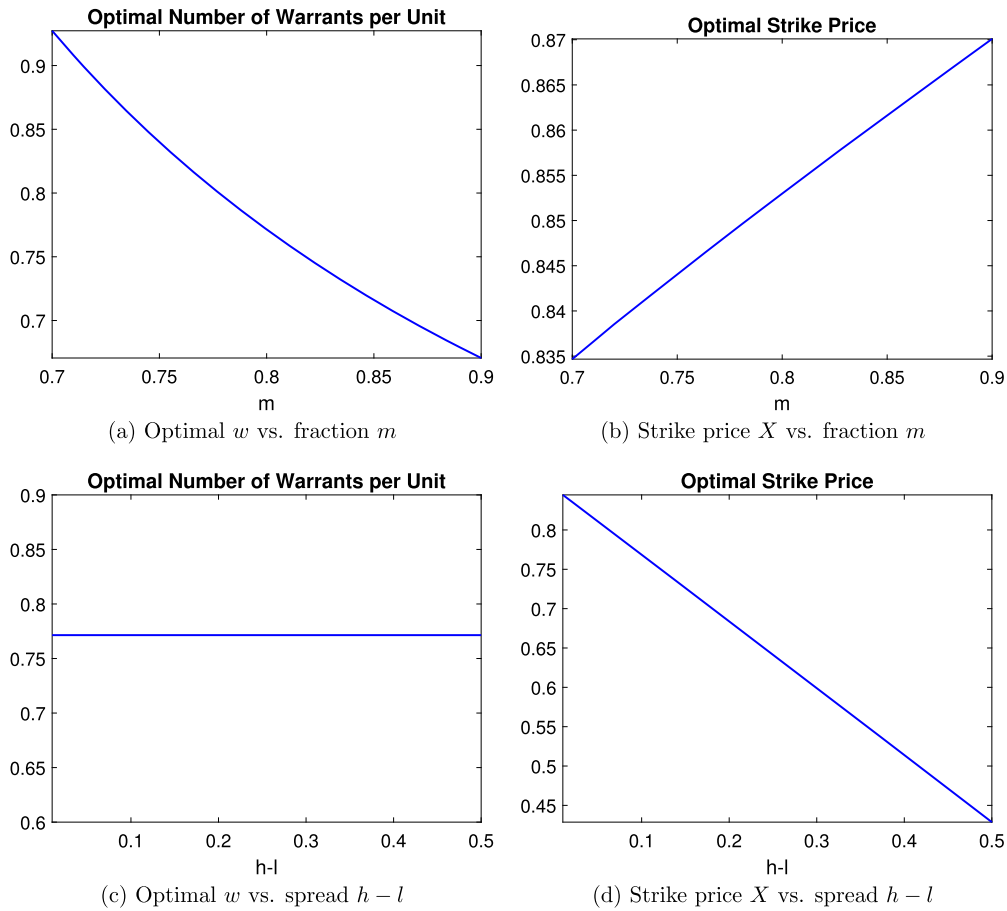 Optimal Number of Warrants per Unit
0.9
0.85
0.8
0.75
0.7
0.7 0.75 0.8 0.85 0.9
m
(a) Optimal w vs. fraction m
Optimal Strike Price
0.87
0.865
0.86
0.855
0.85
0.845
0.84
0.835
0.7 0.75 0.8 0.85 0.9
m
(b) Strike price X vs. fraction m
Optimal Number of Warrants per Unit
0.9
0.85
0.8
0.75
0.7
0.65
0.6
0.1 0.2 0.3 0.4 0.5
h-l
(c) Optimal w vs. spread h − l
Optimal Strike Price
0.8
0.75
0.7
0.65
0.6
0.55
0.5
0.45
0.1 0.2 0.3 0.4 0.5
h-l
(d) Strike price X vs. spread h − l